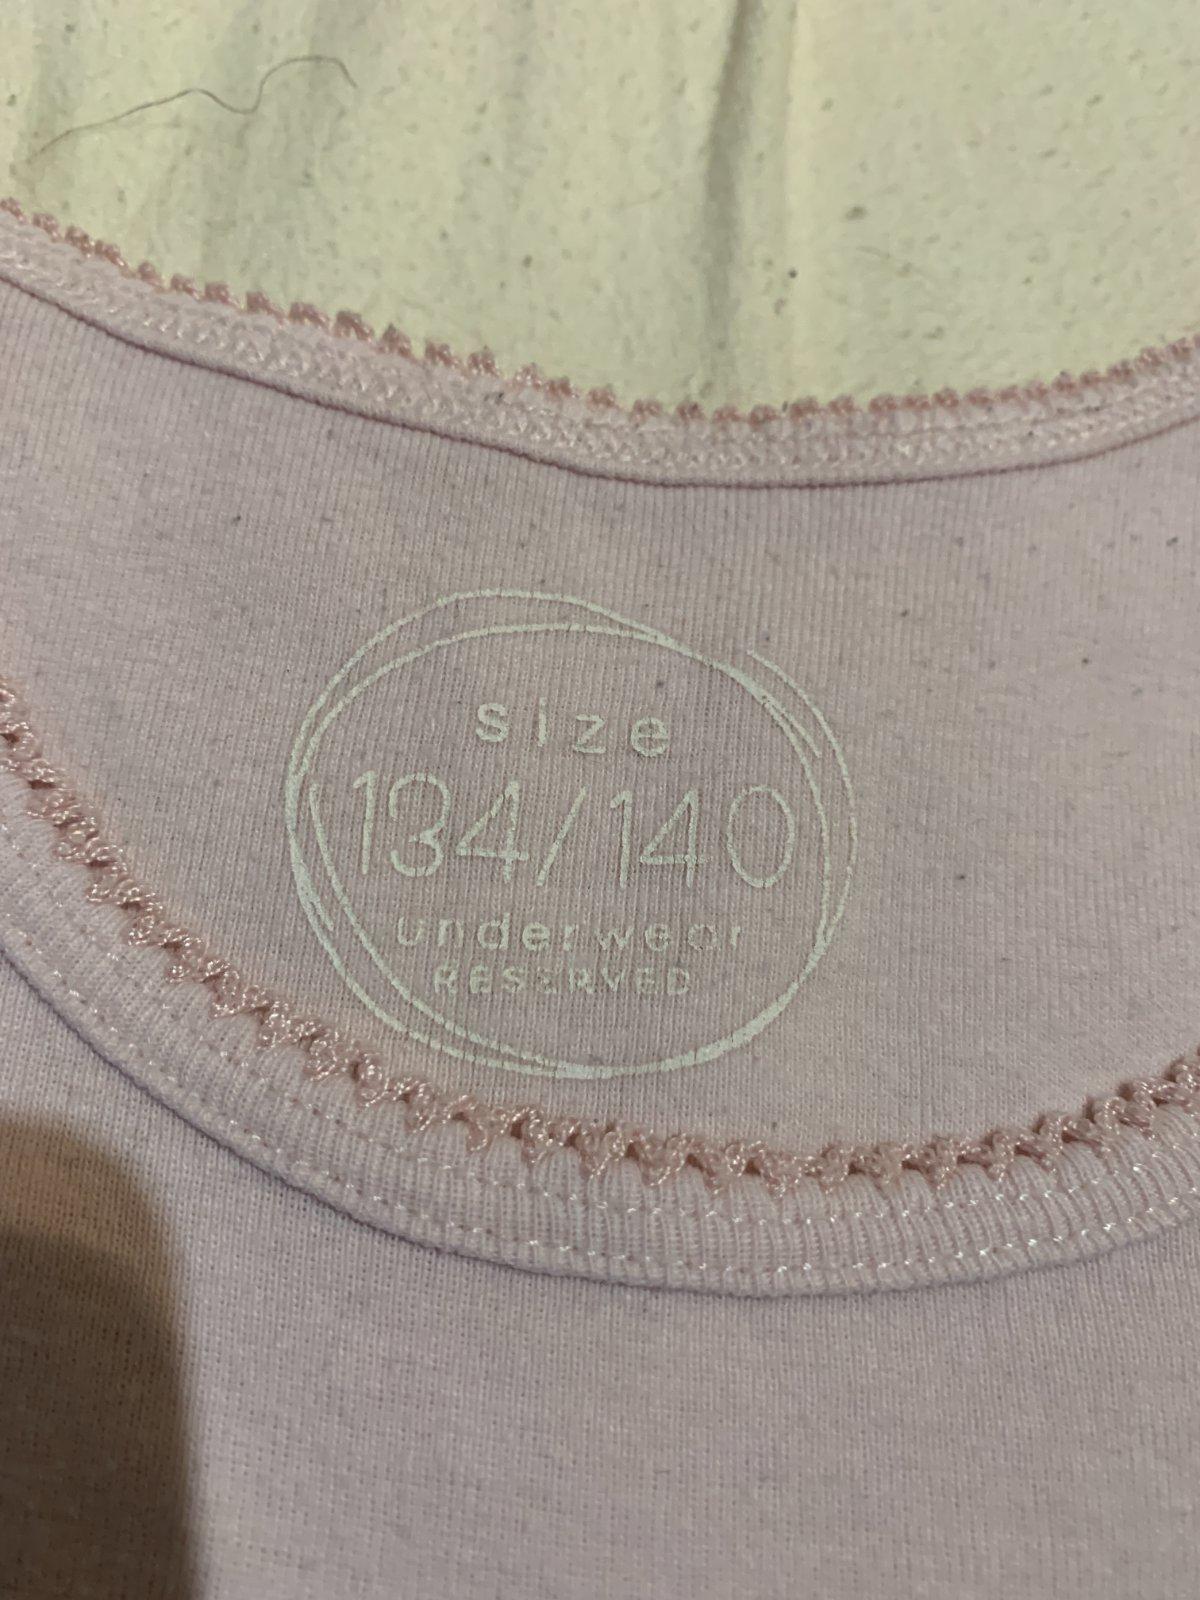 size
134/140
underwear
RESERVED